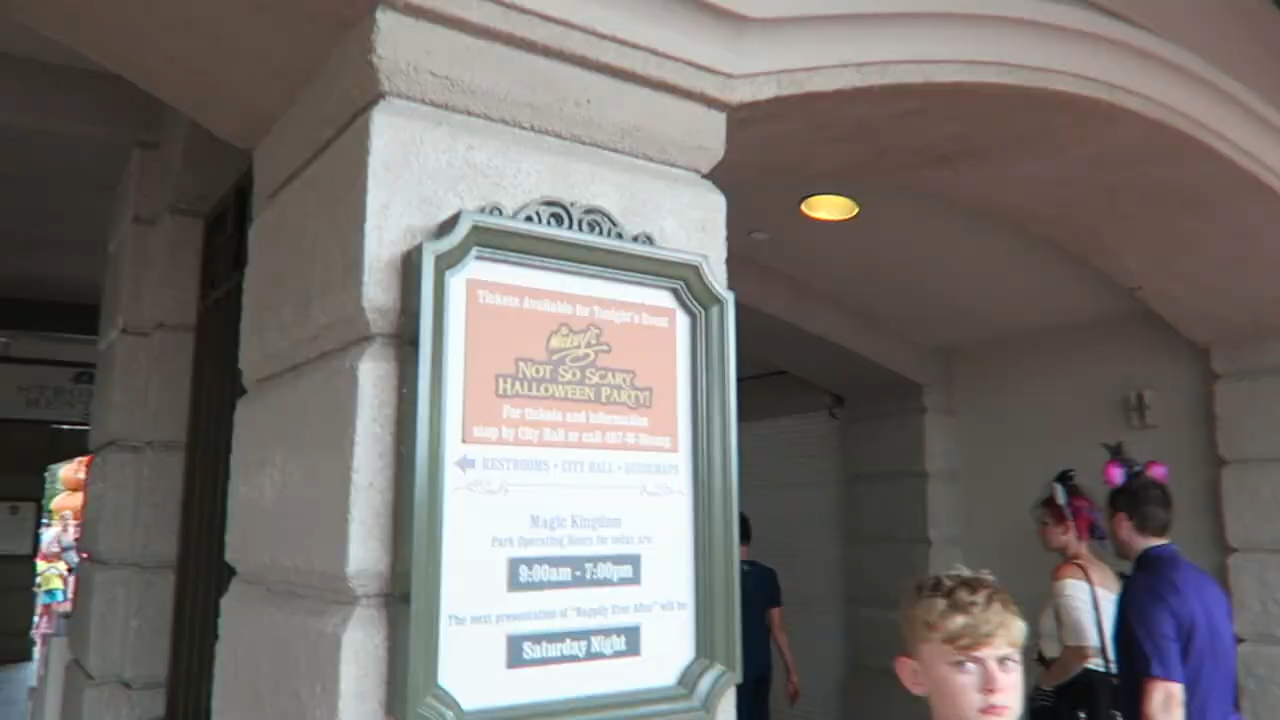 Tickets Available for Tonight's Event
Mickey's
NOT SO SCARY
HALLOWEEN PARTY!
For tickets and information
stop by City Hall or call 407-W-Disney
RESTROOMS • CITY HALL • GUIDEMAPS
Magic Kingdom
Park Operating Hours for today are:
9:00am - 7:00pm
The next presentation of "Happily Ever After" will be
Saturday Night